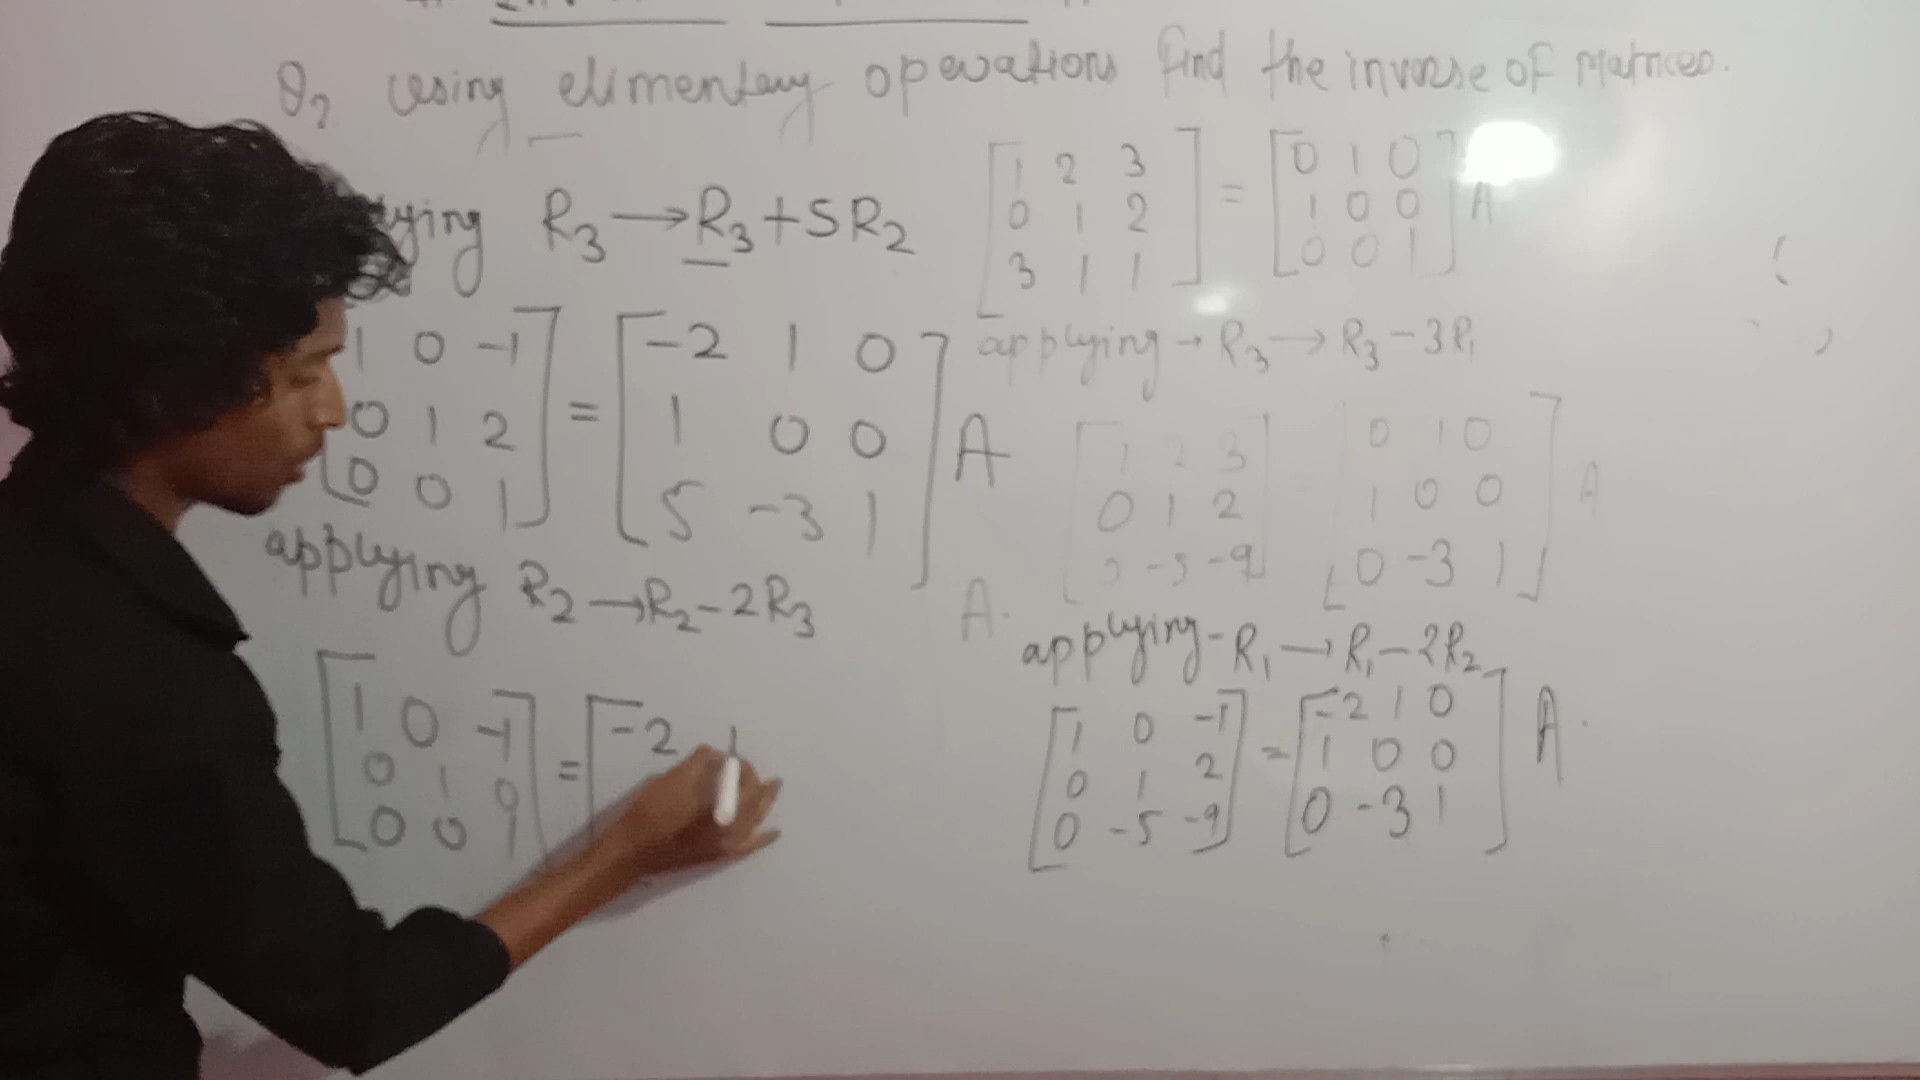 Q2 Using elimentary operations find the inverse of Matrices.
[1 2 3
0 1 2
3 1 1] = [0 1 0
1 0 0
0 0 1] A
applying → R3 → R3 - 3R1
[1 2 3
0 1 2
0 -5 -9] [0 1 0
1 0 0
0 -3 1] A
applying - R1 → R1 - 2R2
[1 0 -1
0 1 2
0 -5 -9] = [-2 1 0
1 0 0
0 -3 1] A.
ying R3 → R3 + 5R2
1 0 -1
0 1 2
0 0 1] = [-2 1 0
1 0 0
5 -3 1] A
A.
applying R2 → R2 - 2R3
[1 0 -1
0 1 0
0 0 1] = [-2 1